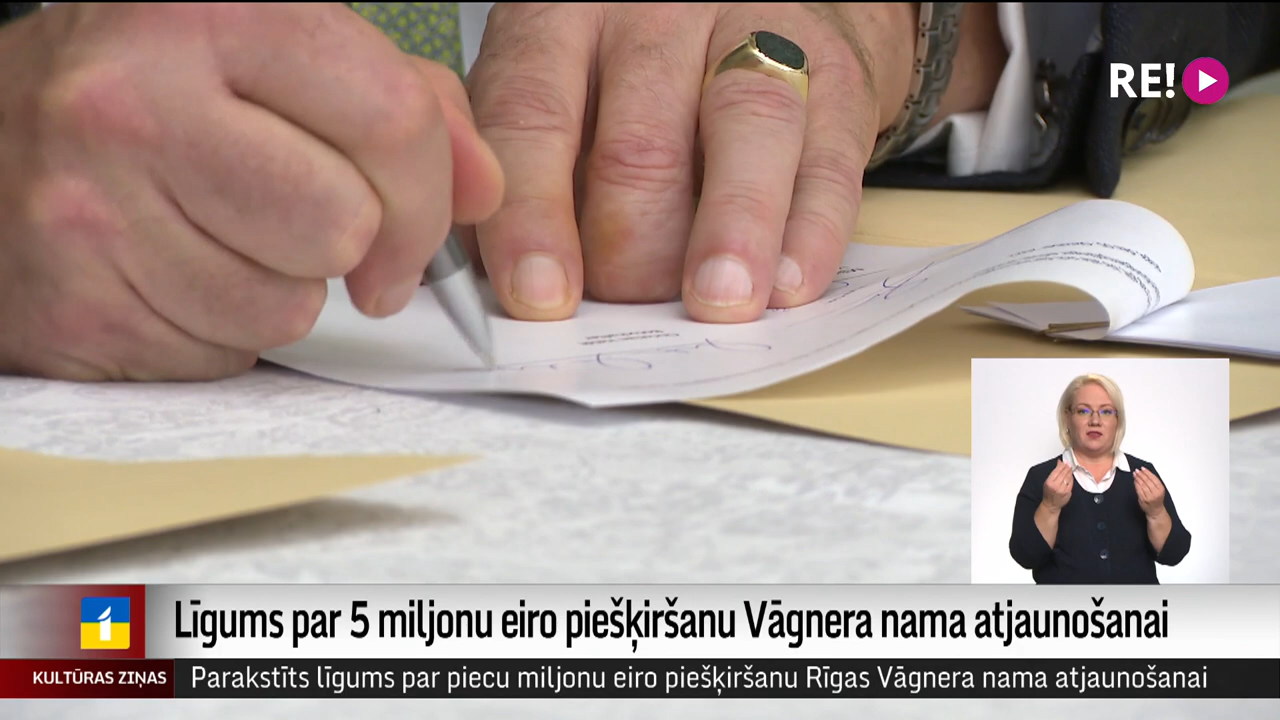 RE!
Līgums par 5 miljonu eiro piešķiršanu Vāgnera nama atjaunošanai
1
KULTŪRAS ZIŅAS
Parakstīts līgums par piecu miljonu eiro piešķiršanu Rīgas Vāgnera nama atjaunošanai